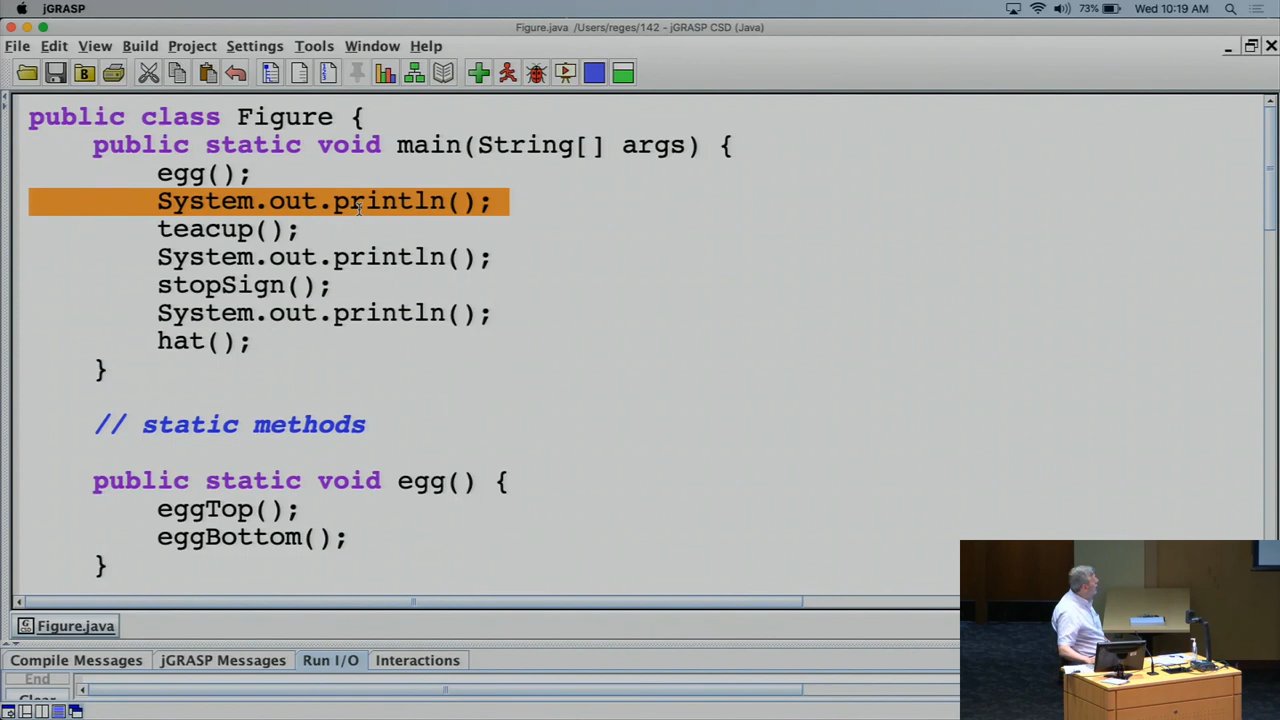 jGRASP
73% Wed 10:19 AM
Figure.java /Users/reges/142 - jGRASP CSD (Java)
File Edit View Build Project Settings Tools Window Help
public class Figure {
public static void main(String[] args) {
egg();
System.out.println();
teacup();
System.out.println();
stopSign();
System.out.println();
hat();
}
// static methods
public static void egg() {
eggTop();
eggBottom();
}
Figure.java
Compile Messages jGRASP Messages Run I/O Interactions
End
Clear